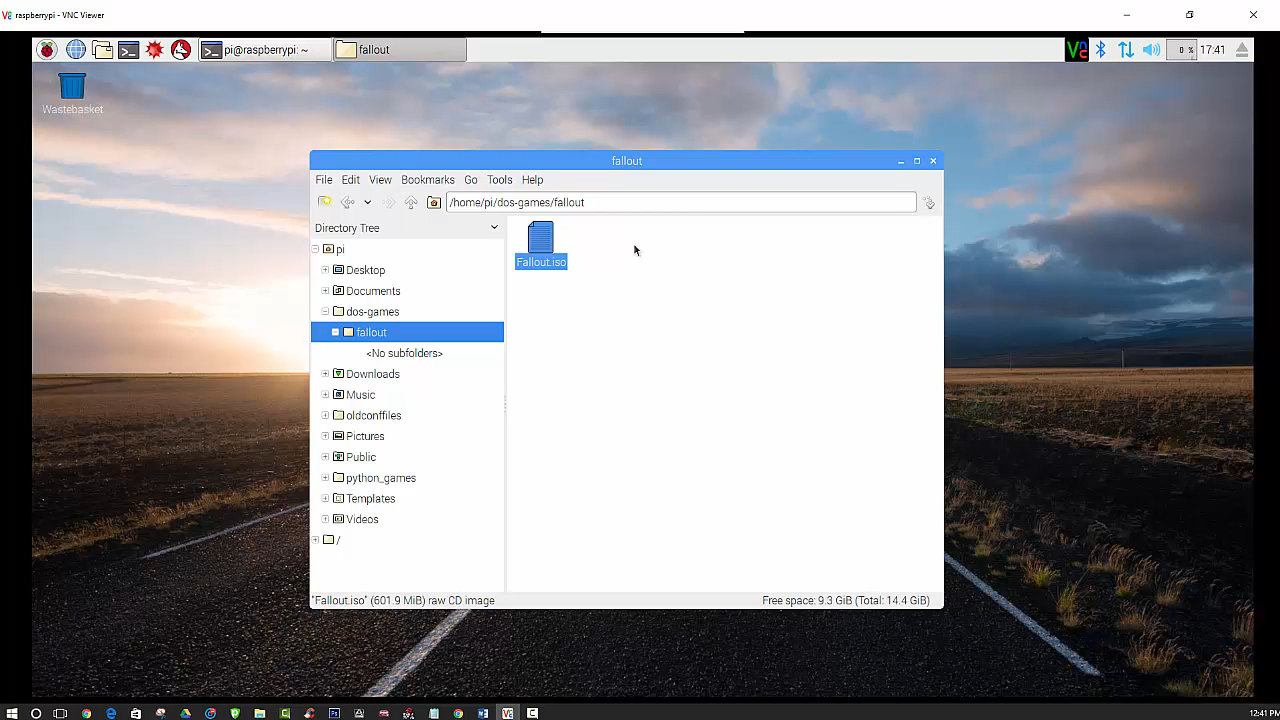 raspberrypi - VNC Viewer
pi@raspberrypi: ~
fallout
0 %
17:41
Wastebasket
fallout
File Edit View Bookmarks Go Tools Help
/home/pi/dos-games/fallout
Directory Tree
pi
Desktop
Documents
dos-games
fallout
<No subfolders>
Downloads
Music
oldconffiles
Pictures
Public
python_games
Templates
Videos
/
Fallout.iso
"Fallout.iso" (601.9 MiB) raw CD image
Free space: 9.3 GiB (Total: 14.4 GiB)
12:41 PM